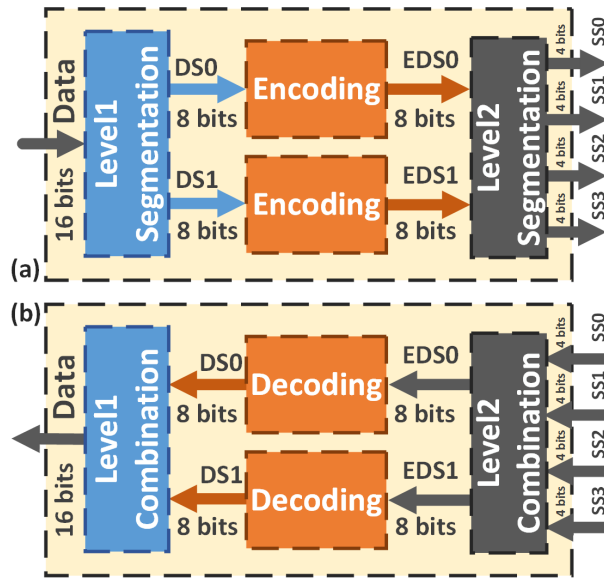 (a)
Data
16 bits
Level1
Segmentation
DS0
8 bits
Encoding
EDS0
8 bits
DS1
8 bits
Encoding
EDS1
8 bits
Level2
Segmentation
4 bits
SS0
4 bits
SS1
4 bits
SS2
4 bits
SS3
(b)
Data
16 bits
Level1
Combination
DS0
8 bits
Decoding
EDS0
8 bits
DS1
8 bits
Decoding
EDS1
8 bits
Level2
Combination
4 bits
SS0
4 bits
SS1
4 bits
SS2
4 bits
SS3